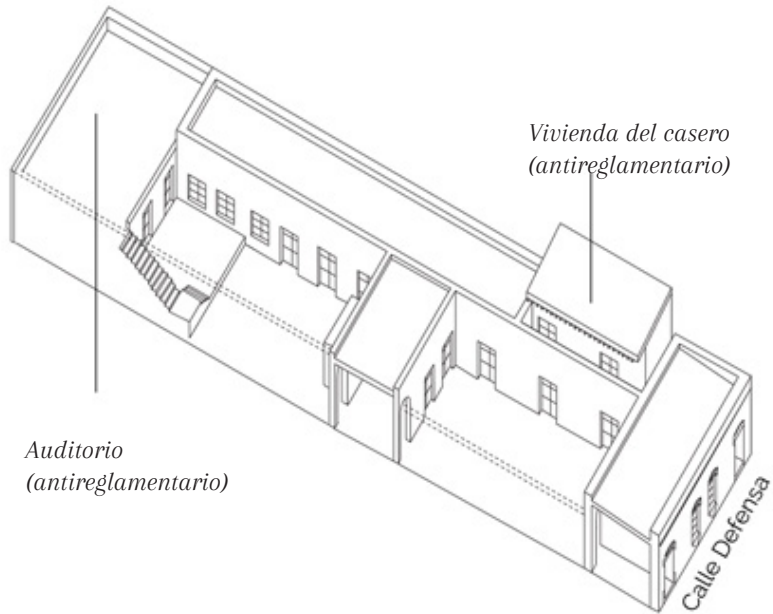 Vivienda del casero
(antireglamentario)
Auditorio
(antireglamentario)
Calle Defensa